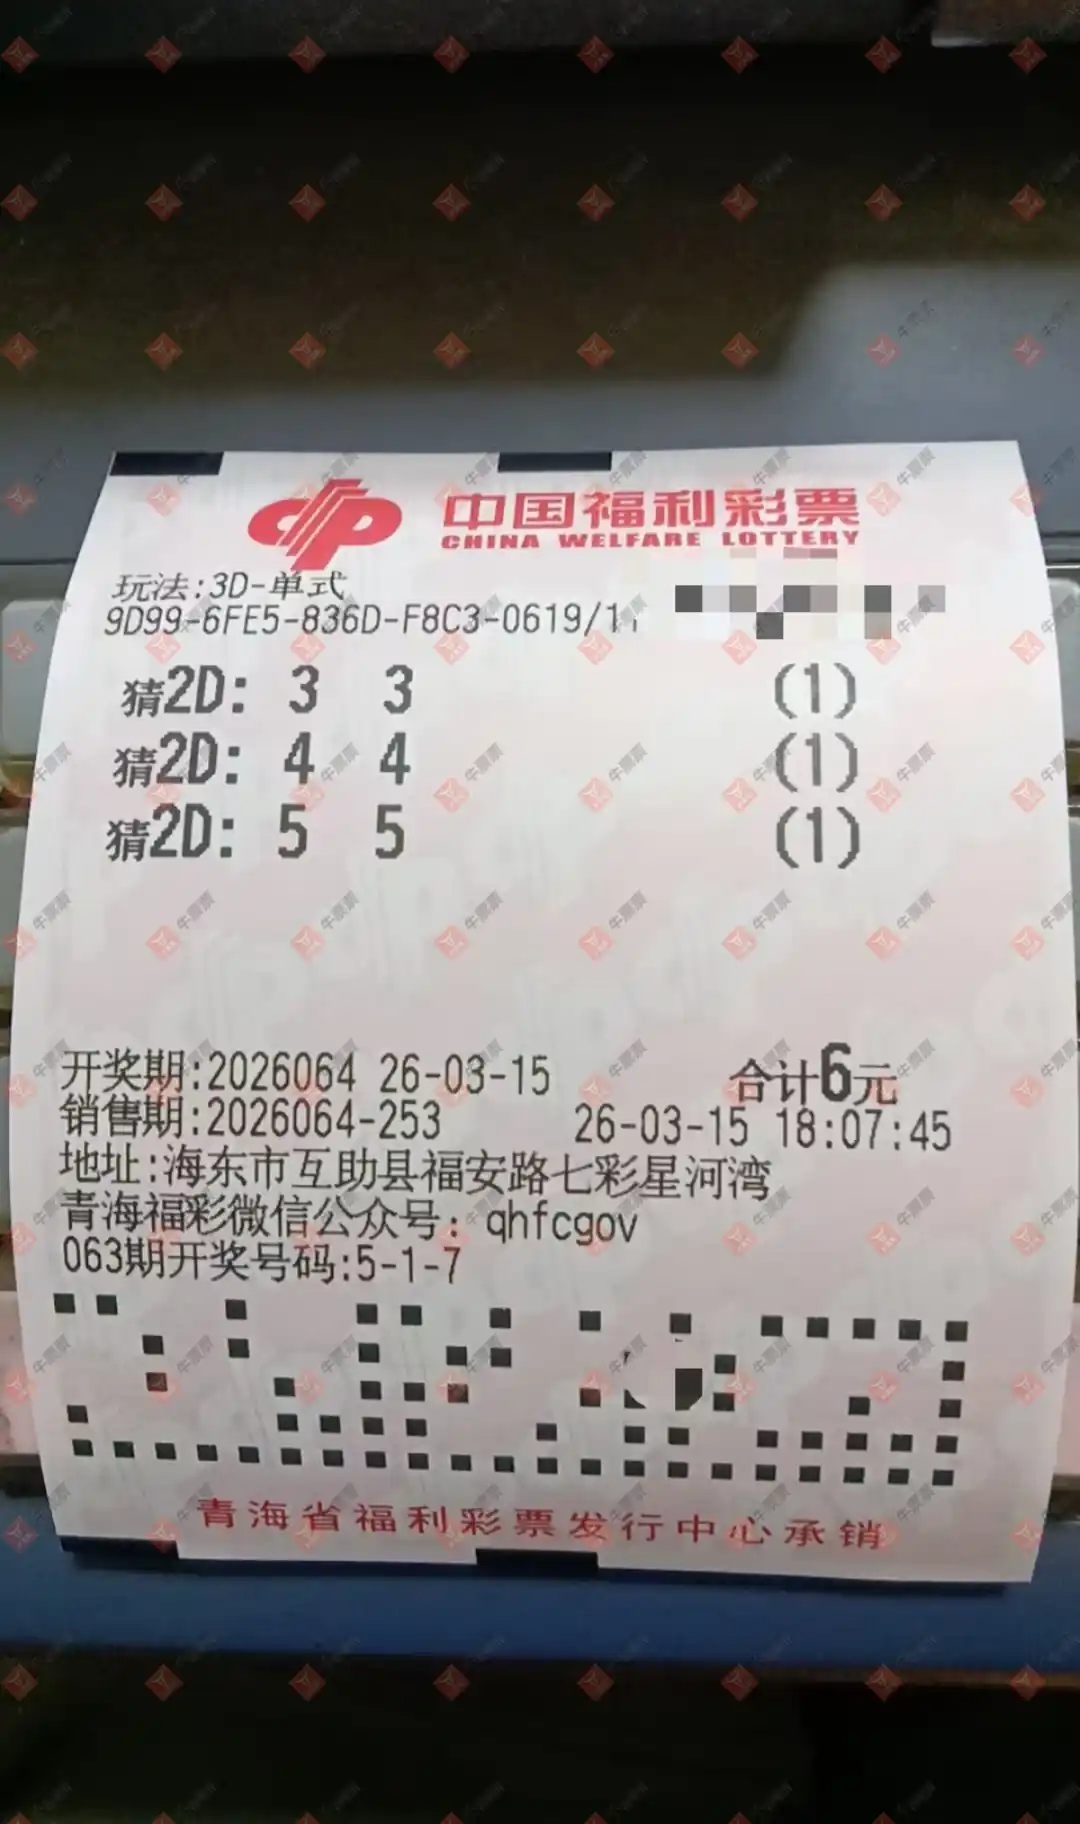 中国福利彩票
CHINA WELFARE LOTTERY
玩法:3D-单式
9D99-6FE5-836D-F8C3-0619/1
猜2D: 3 3 (1)
猜2D: 4 4 (1)
猜2D: 5 5 (1)
开奖期:2026064 26-03-15 合计6元
销售期:2026064-253 26-03-15 18:07:45
地址:海东市互助县福安路七彩星河湾
青海福彩微信公众号: qhfcgov
063期开奖号码:5-1-7
青海省福利彩票发行中心承销
牛票票